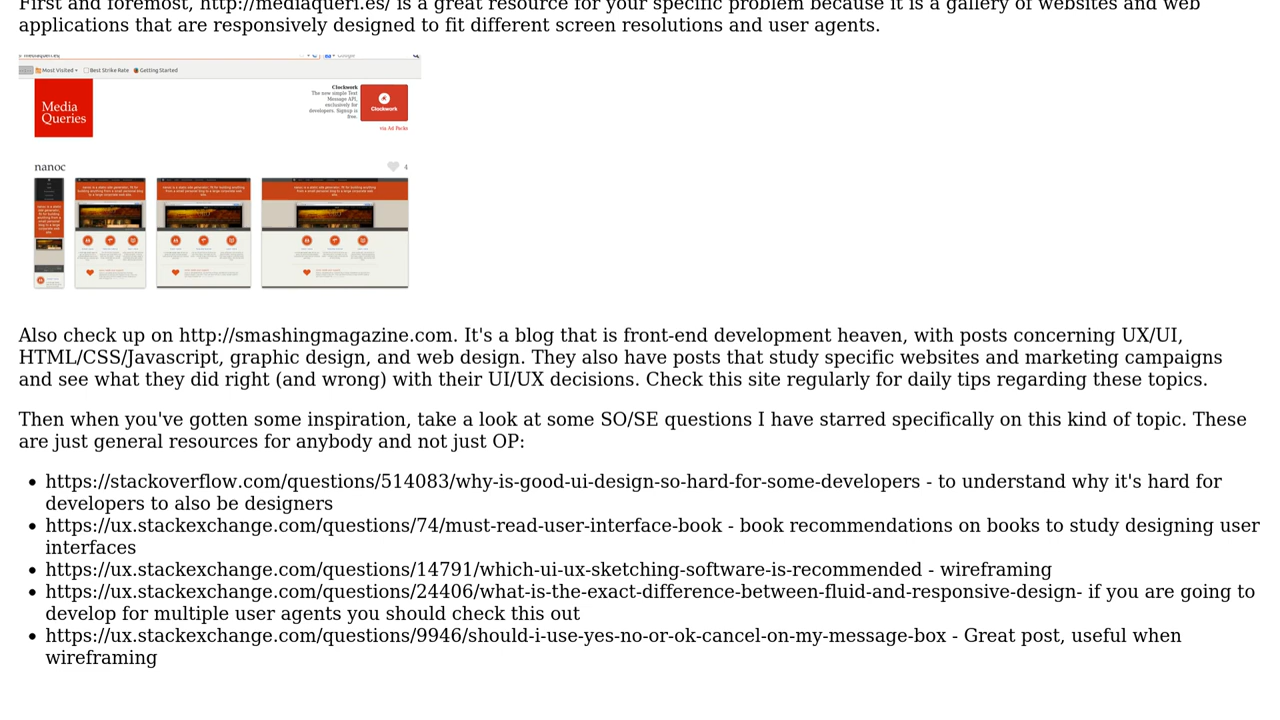 First and foremost, http://mediaqueri.es/ is a great resource for your specific problem because it is a gallery of websites and web
applications that are responsively designed to fit different screen resolutions and user agents.
Most Visited
Best Strike Rate
Getting Started
Media
Queries
Clockwork
The new simple Text
Message API,
exclusively for
developers. Signup is
free.
Clockwork
via Ad Packs
nanoc
4
Also check up on http://smashingmagazine.com. It's a blog that is front-end development heaven, with posts concerning UX/UI,
HTML/CSS/Javascript, graphic design, and web design. They also have posts that study specific websites and marketing campaigns
and see what they did right (and wrong) with their UI/UX decisions. Check this site regularly for daily tips regarding these topics.
Then when you've gotten some inspiration, take a look at some SO/SE questions I have starred specifically on this kind of topic. These
are just general resources for anybody and not just OP:
• https://stackoverflow.com/questions/514083/why-is-good-ui-design-so-hard-for-some-developers - to understand why it's hard for
developers to also be designers
• https://ux.stackexchange.com/questions/74/must-read-user-interface-book - book recommendations on books to study designing user
interfaces
• https://ux.stackexchange.com/questions/14791/which-ui-ux-sketching-software-is-recommended - wireframing
• https://ux.stackexchange.com/questions/24406/what-is-the-exact-difference-between-fluid-and-responsive-design- if you are going to
develop for multiple user agents you should check this out
• https://ux.stackexchange.com/questions/9946/should-i-use-yes-no-or-ok-cancel-on-my-message-box - Great post, useful when
wireframing